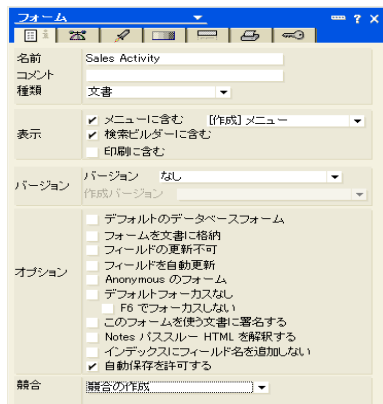 フォーム
? ×
名前 Sales Activity
コメント
種類 文書
表示 メニューに含む [作成] メニュー
検索ビルダーに含む
印刷に含む
バージョン バージョン なし
作成バージョン
オプション デフォルトのデータベースフォーム
フォームを文書に格納
フィールドの更新不可
フィールドを自動更新
Anonymous のフォーム
デフォルトフォーカスなし
F6 でフォーカスしない
このフォームを使う文書に署名する
Notes パススルー HTML を解釈する
インデックスにフィールド名を追加しない
自動保存を許可する
競合 競合の作成